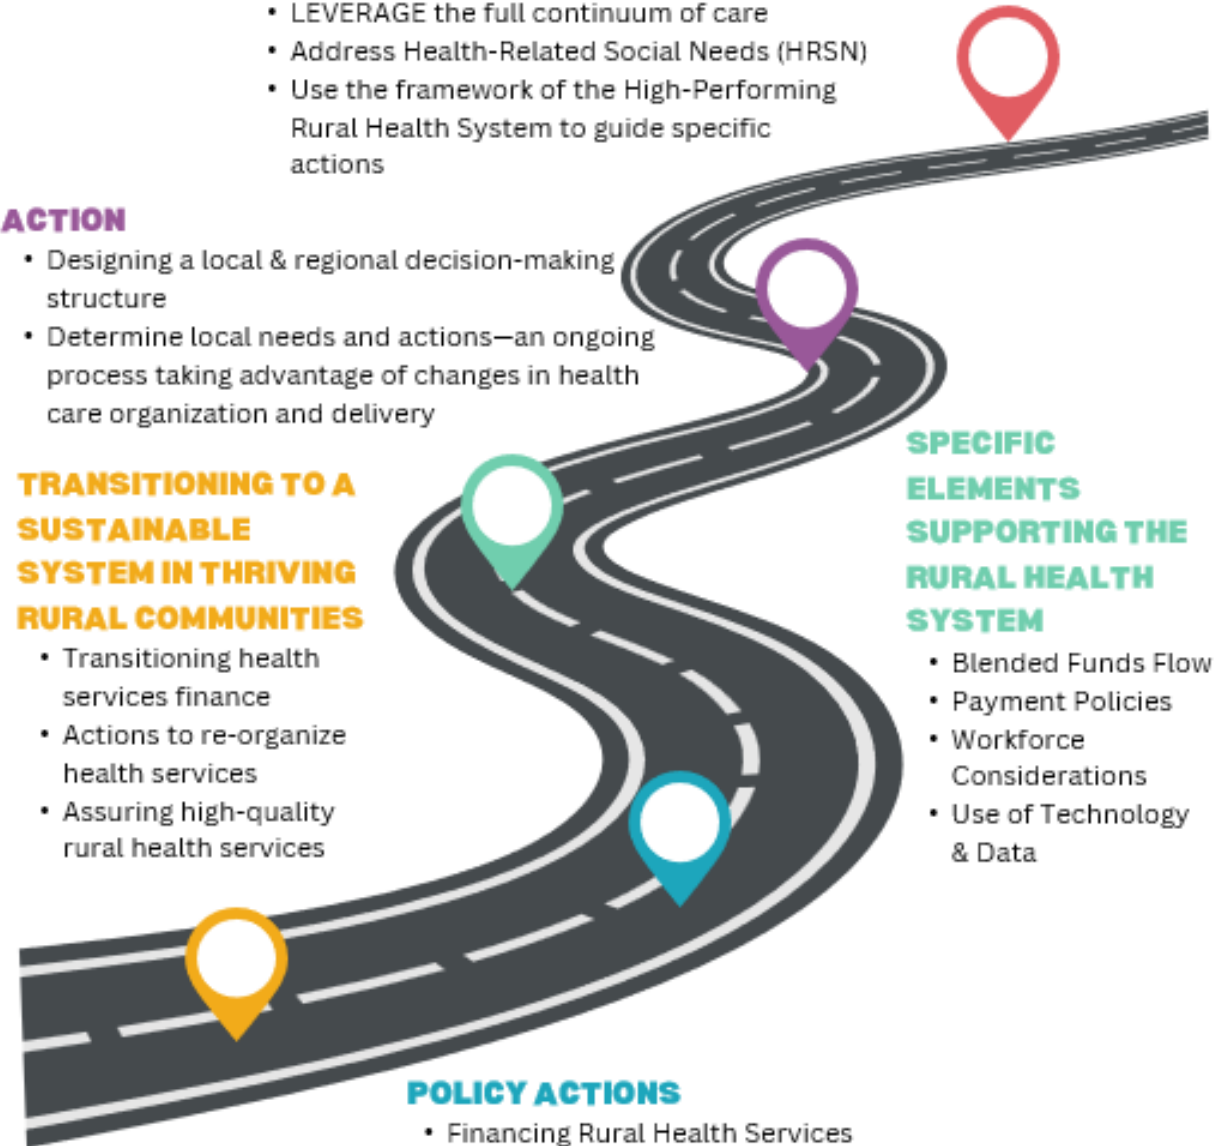 • LEVERAGE the full continuum of care
• Address Health-Related Social Needs (HRSN)
• Use the framework of the High-Performing
Rural Health System to guide specific
actions
ACTION
• Designing a local & regional decision-making
structure
• Determine local needs and actions—an ongoing
process taking advantage of changes in health
care organization and delivery
TRANSITIONING TO A
SUSTAINABLE
SYSTEM IN THRIVING
RURAL COMMUNITIES
• Transitioning health
services finance
• Actions to re-organize
health services
• Assuring high-quality
rural health services
SPECIFIC
ELEMENTS
SUPPORTING THE
RURAL HEALTH
SYSTEM
• Blended Funds Flow
• Payment Policies
• Workforce
Considerations
• Use of Technology
& Data
POLICY ACTIONS
• Financing Rural Health Services